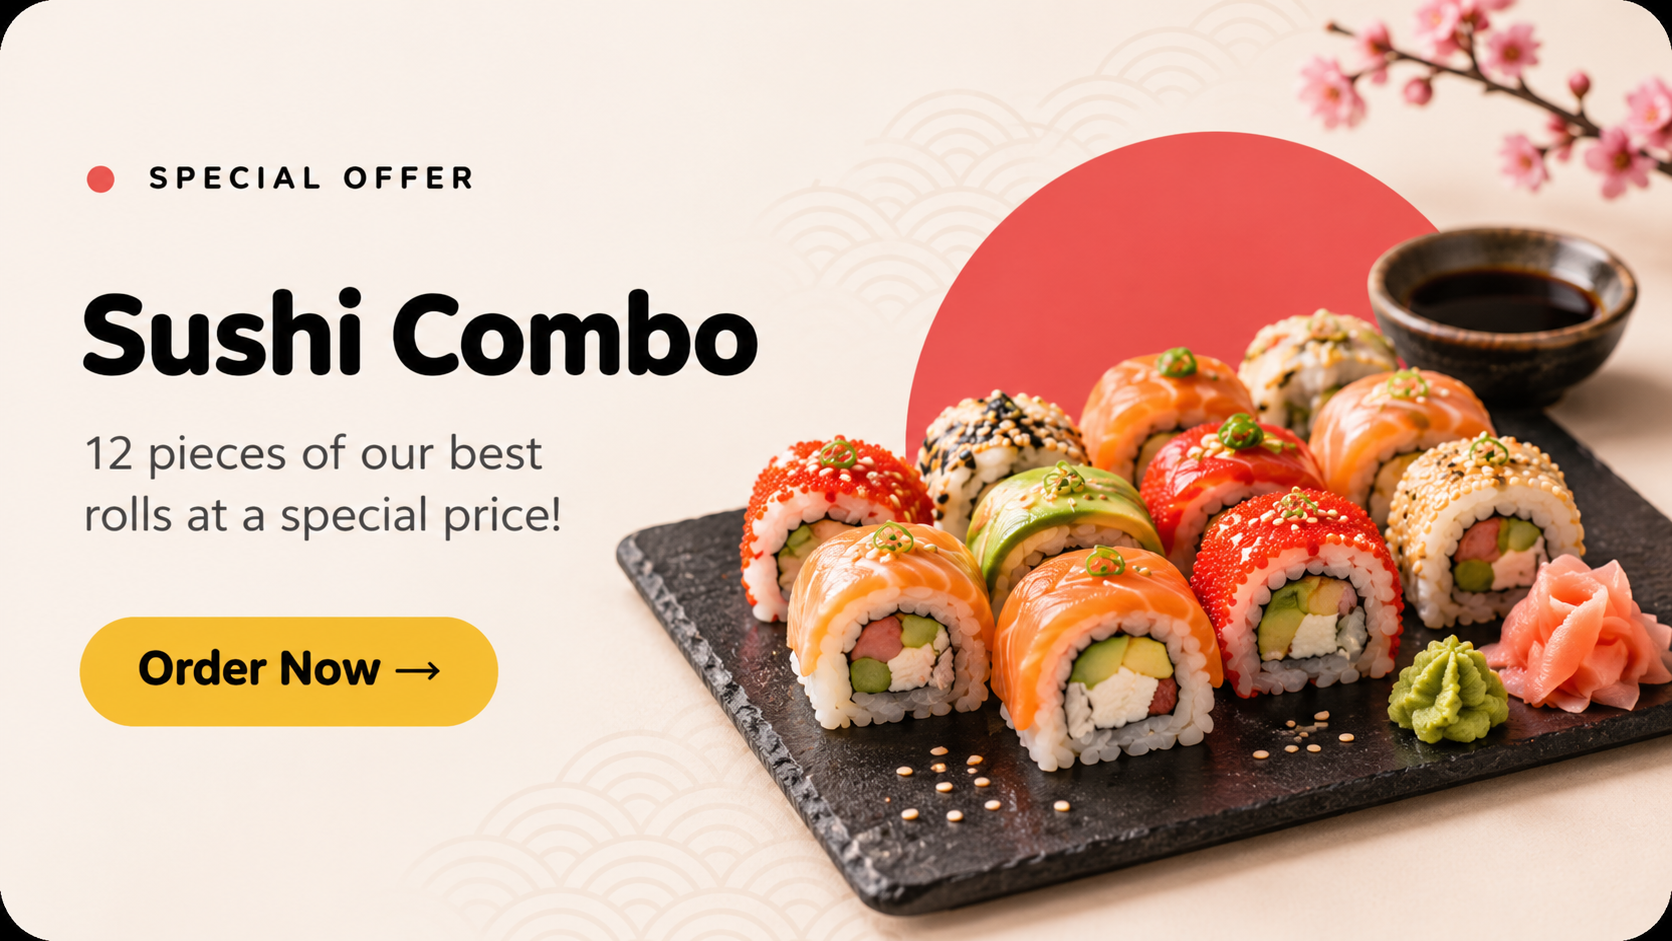 SPECIAL OFFER
Sushi Combo
12 pieces of our best
rolls at a special price!
Order Now →